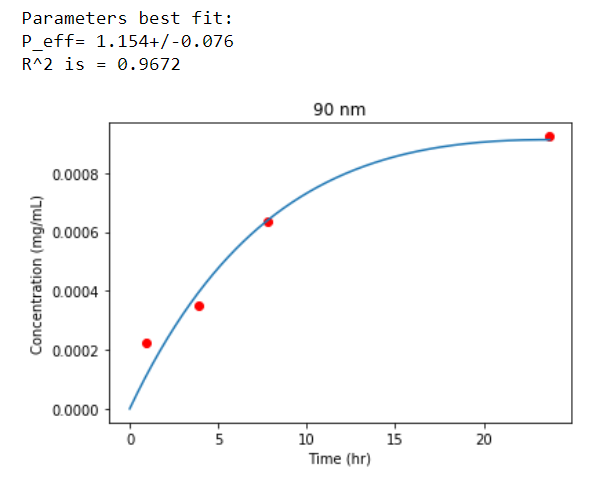 Parameters best fit:
P_eff= 1.154+/-0.076
R^2 is = 0.9672
90 nm
Concentration (mg/mL)
0.0008
0.0006
0.0004
0.0002
0.0000
0 5 10 15 20
Time (hr)